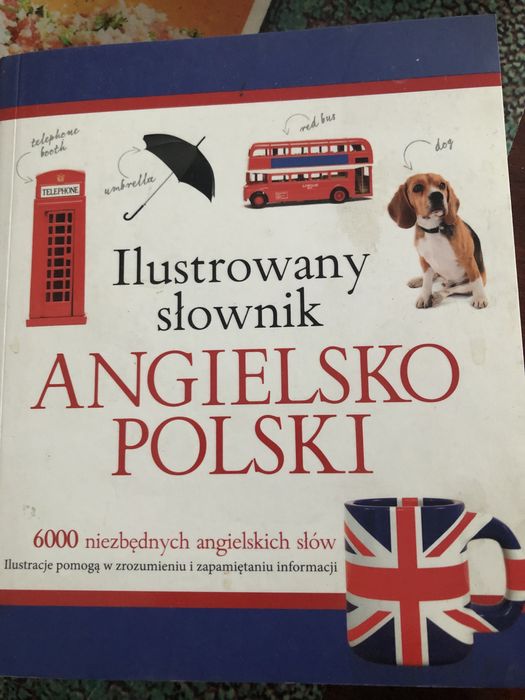 telephone
booth
TELEPHONE
umbrella
red bus
dog
Ilustrowany
słownik
ANGIELSKO
POLSKI
6000 niezbędnych angielskich słów
Ilustracje pomogą w zrozumieniu i zapamiętaniu informacji